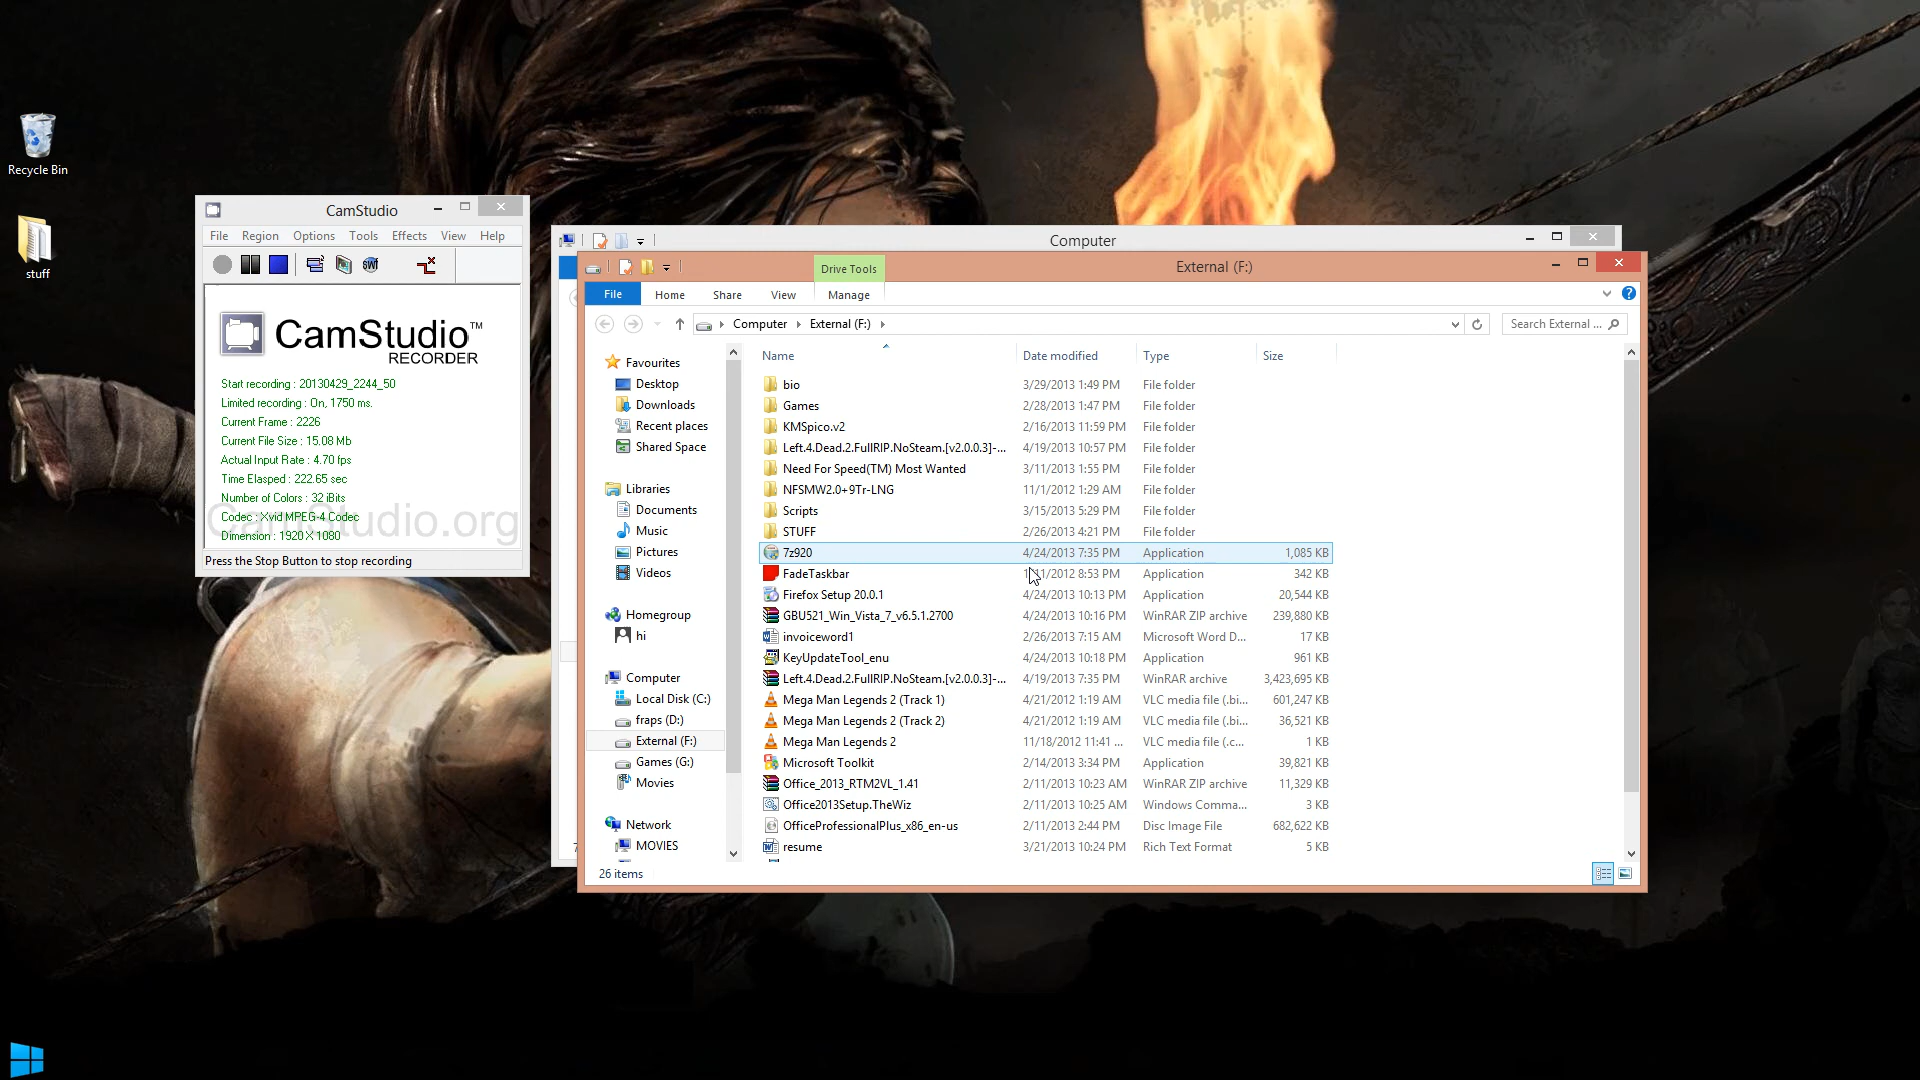 Recycle Bin
stuff
CamStudio
File Region Options Tools Effects View Help
CamStudio™
RECORDER
Start recording : 20130429_2244_50
Limited recording : On, 1750 ms.
Current Frame : 2226
Current File Size : 15.08 Mb
Actual Input Rate : 4.70 fps
Time Elasped : 222.65 sec
Number of Colors : 32 iBits
Codec : Xvid MPEG-4 Codec
Dimension : 1920 X 1080
CamStudio.org
Press the Stop Button to stop recording
Computer
Drive Tools
External (F:)
File Home Share View Manage
Computer External (F:)
Search External ...
Favourites
Desktop
Downloads
Recent places
Shared Space
Libraries
Documents
Music
Pictures
Videos
Homegroup
hi
Computer
Local Disk (C:)
fraps (D:)
External (F:)
Games (G:)
Movies
Network
MOVIES
Name Date modified Type Size
bio 3/29/2013 1:49 PM File folder
Games 2/28/2013 1:47 PM File folder
KMSpico.v2 2/16/2013 11:59 PM File folder
Left.4.Dead.2.FullRIP.NoSteam.[v2.0.0.3]-... 4/19/2013 10:57 PM File folder
Need For Speed(TM) Most Wanted 3/11/2013 1:55 PM File folder
NFSMW2.0+9Tr-LNG 11/1/2012 1:29 AM File folder
Scripts 3/15/2013 5:29 PM File folder
STUFF 2/26/2013 4:21 PM File folder
7z920 4/24/2013 7:35 PM Application 1,085 KB
FadeTaskbar 8:53 PM Application 342 KB
Firefox Setup 20.0.1 4/24/2013 10:13 PM Application 20,544 KB
GBU521_Win_Vista_7_v6.5.1.2700 4/24/2013 10:16 PM WinRAR ZIP archive 239,880 KB
invoiceword1 2/26/2013 7:15 AM Microsoft Word D... 17 KB
KeyUpdateTool_enu 4/24/2013 10:18 PM Application 961 KB
Left.4.Dead.2.FullRIP.NoSteam.[v2.0.0.3]-... 4/19/2013 7:35 PM WinRAR archive 3,423,695 KB
Mega Man Legends 2 (Track 1) 4/21/2012 1:19 AM VLC media file (.bi... 601,247 KB
Mega Man Legends 2 (Track 2) 4/21/2012 1:19 AM VLC media file (.bi... 36,521 KB
Mega Man Legends 2 11/18/2012 11:41 ... VLC media file (.c... 1 KB
Microsoft Toolkit 2/14/2013 3:34 PM Application 39,821 KB
Office_2013_RTM2VL_1.41 2/11/2013 10:23 AM WinRAR archive 11,329 KB
Office2013Setup.TheWiz 2/11/2013 10:25 AM Windows Comma... 3 KB
OfficeProfessionalPlus_x86_en-us 2/11/2013 2:44 PM Disc Image File 682,622 KB
resume 3/21/2013 10:24 PM Rich Text Format 5 KB
26 items